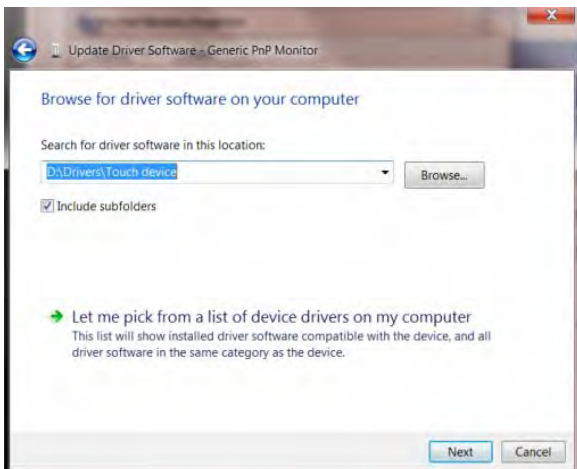 Update Driver Software - Generic PnP Monitor
Browse for driver software on your computer
Search for driver software in this location:
D:\Drivers\Touch device
Browse...
Include subfolders
Let me pick from a list of device drivers on my computer
This list will show installed driver software compatible with the device, and all
driver software in the same category as the device.
Next
Cancel